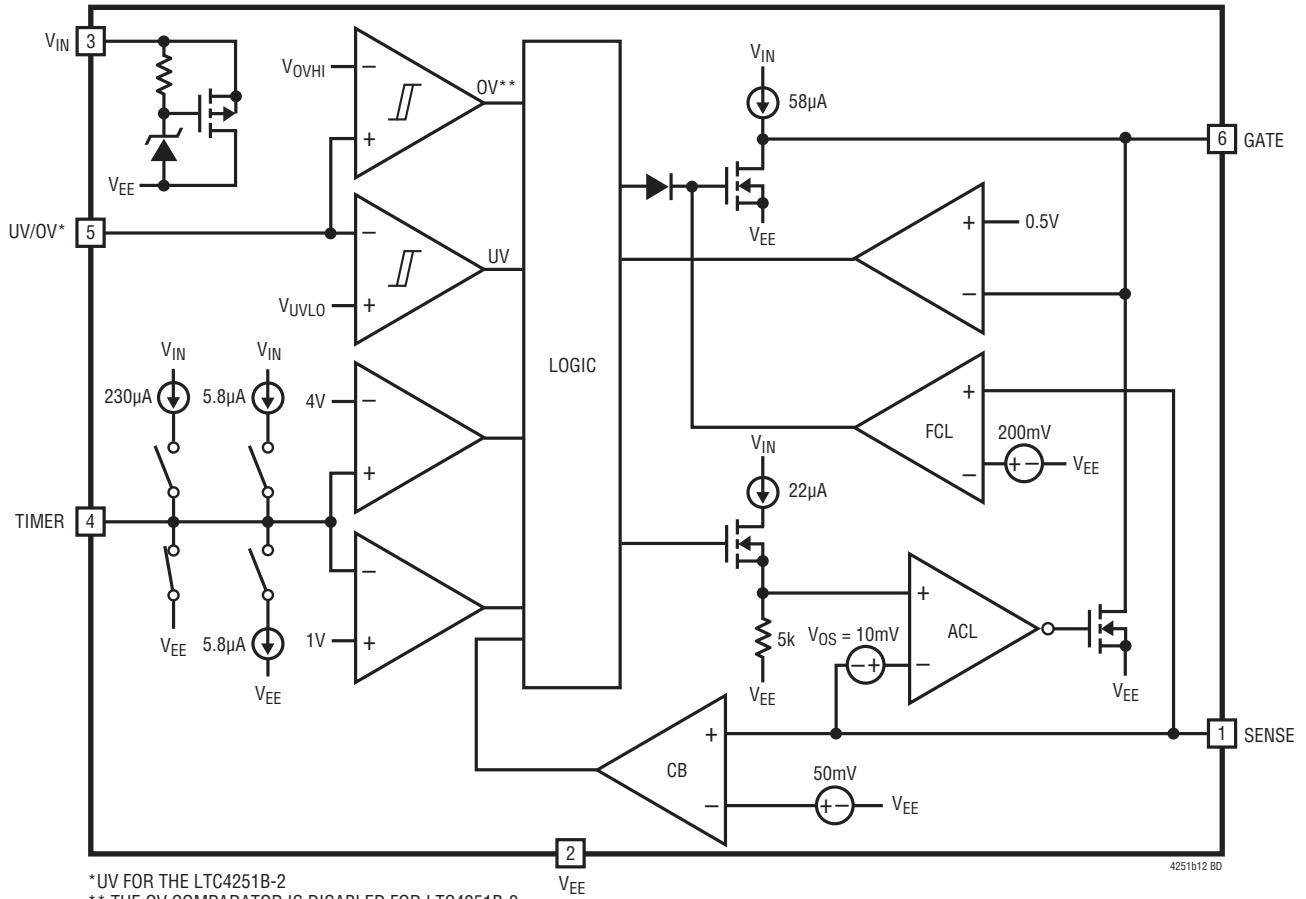 VIN
3
VEE
UV/OV*
5
VOVHI
−
+
OV**
−
VUVLO
+
UV
VIN
VIN
230µA
5.8µA
4V
−
+
TIMER
4
−
1V
+
VEE
5.8µA
VEE
LOGIC
VIN
58µA
VEE
6
GATE
+
0.5V
−
+
FCL
200mV
−
+ −
VEE
VIN
22µA
5k
VEE
VOS = 10mV
− +
+
ACL
−
VEE
1
SENSE
+
CB
−
50mV
+ −
VEE
2
VEE
4251b12 BD
*UV FOR THE LTC4251B-2